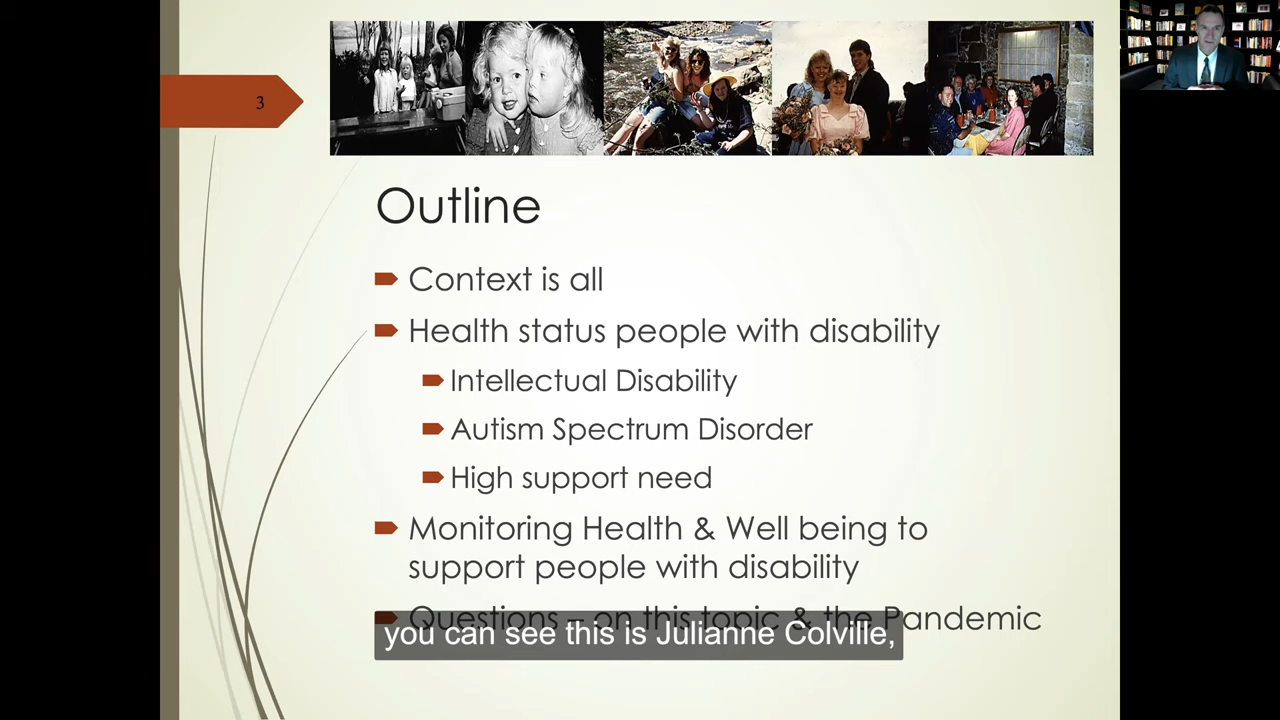 3
Outline
Context is all
Health status people with disability
Intellectual Disability
Autism Spectrum Disorder
High support need
Monitoring Health & Well being to
support people with disability
Questions – on this topic & the Pandemic
you can see this is Julianne Colville,